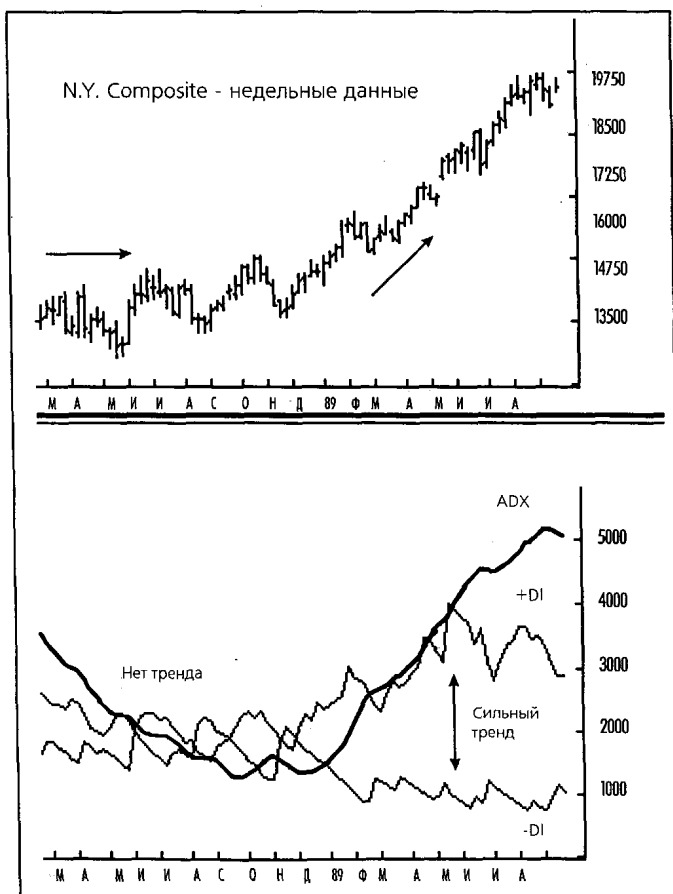 N.Y. Composite - недельные данные
19750
18500
17250
16000
14750
13500
М А М И И А С О Н Д 89 Ф М А М И И А
ADX
5000
+DI
4000
Нет тренда
3000
Сильный
тренд
2000
1000
-DI
М А М И И А С О Н Д 89 Ф М А М И И А